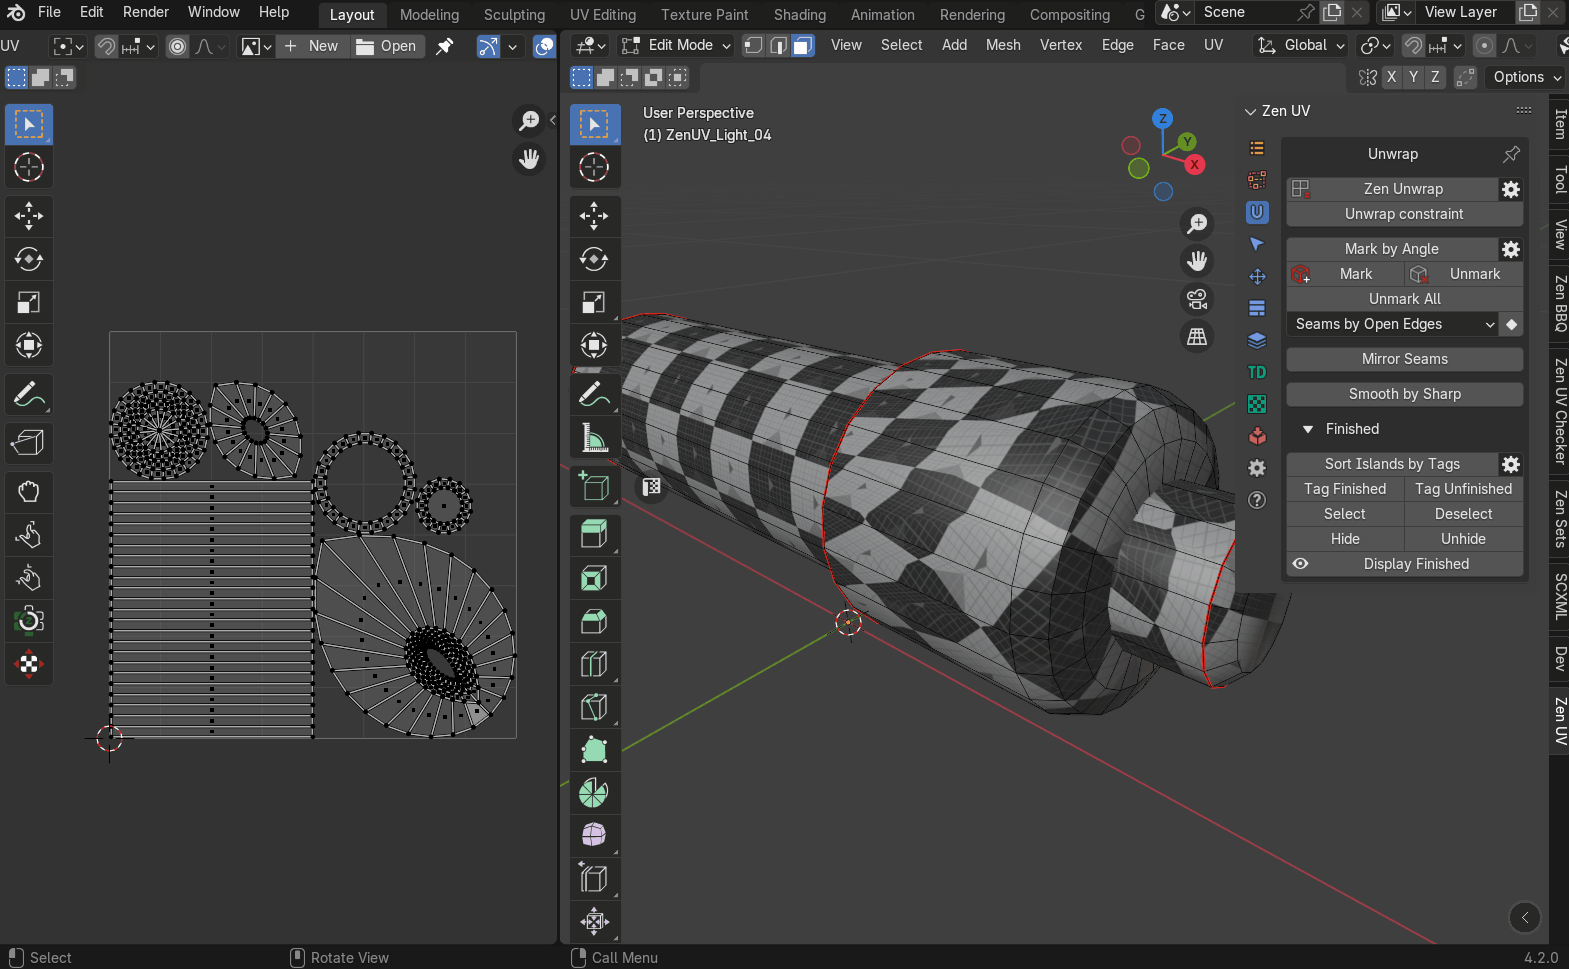 File Edit Render Window Help Layout Modeling Sculpting UV Editing Texture Paint Shading Animation Rendering Compositing G Scene View Layer
UV New Open Edit Mode View Select Add Mesh Vertex Edge Face UV Global
X Y Z Options
User Perspective
(1) ZenUV_Light_04
Z
Y
X
Zen UV
Unwrap
Zen Unwrap
Unwrap constraint
Mark by Angle
Mark Unmark
Unmark All
Seams by Open Edges
Mirror Seams
TD
Smooth by Sharp
Finished
Sort Islands by Tags
Tag Finished Tag Unfinished
Select Deselect
Hide Unhide
Display Finished
Item
Tool
View
Zen BBQ
Zen UV Checker
Zen Sets
SCXML
Dev
Zen UV
Select Rotate View Call Menu 4.2.0